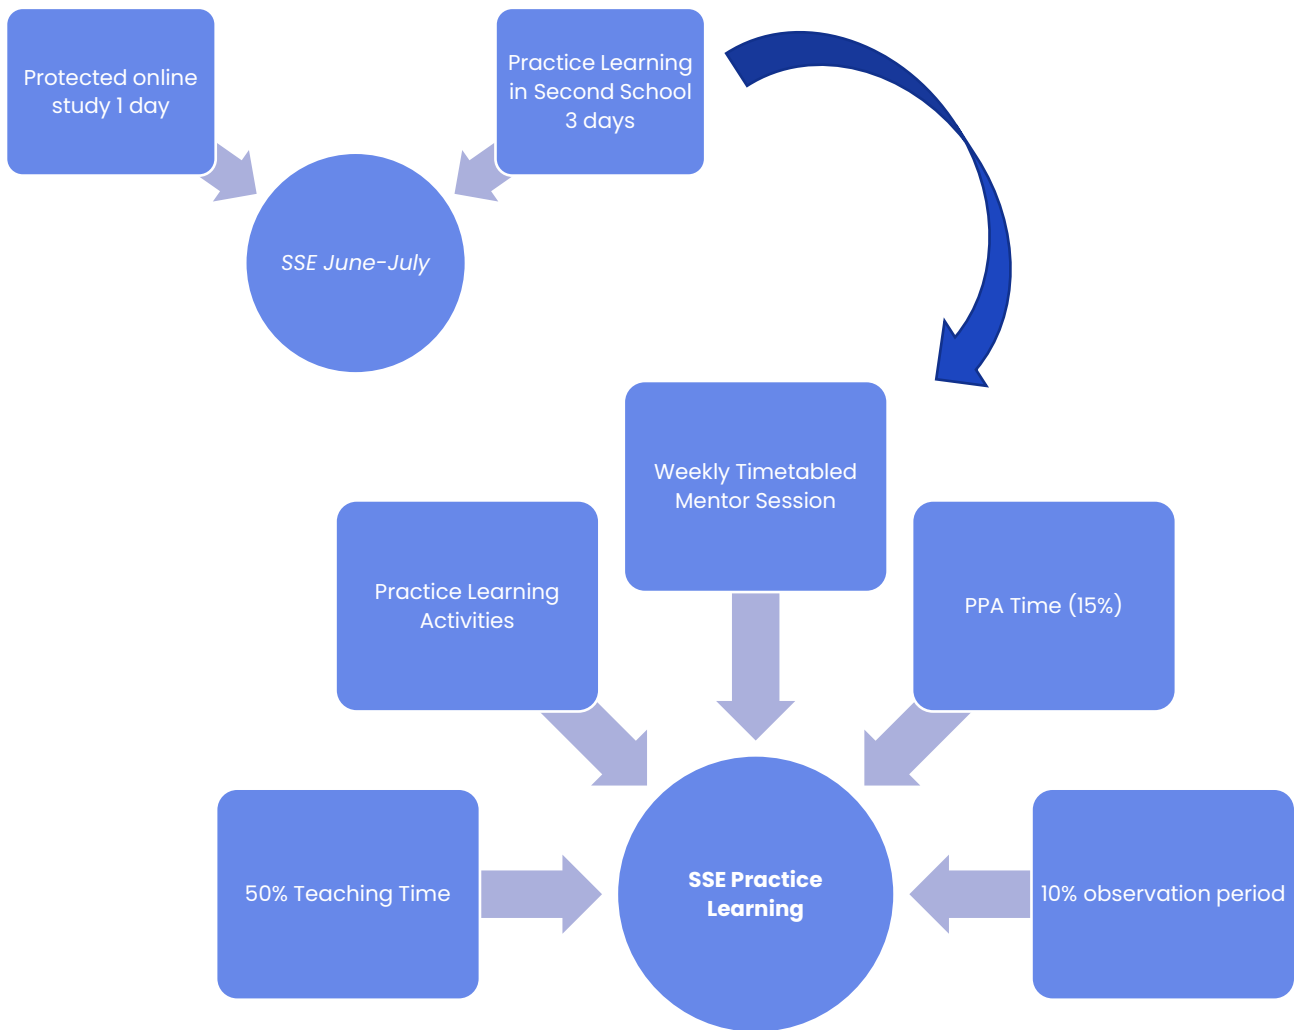 Protected online
study 1 day
Practice Learning
in Second School
3 days
SSE June-July
Weekly Timetabled
Mentor Session
Practice Learning
Activities
PPA Time (15%)
50% Teaching Time
SSE Practice
Learning
10% observation period